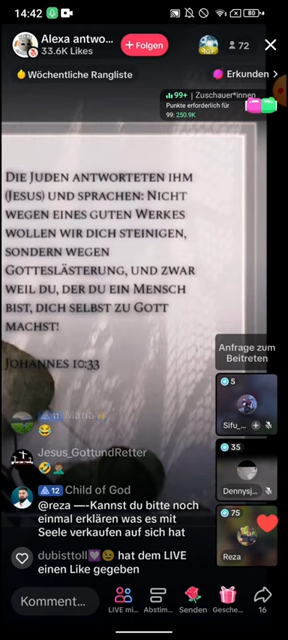 14:42
80
Alexa antwo...
33.6K Likes
+ Folgen
72
Wöchentliche Rangliste
Erkunden >
99+ | Zuschauer*innen
Punkte erforderlich für
99: 250.9K
Die Juden antworteten ihm
(Jesus) und sprachen: Nicht
wegen eines guten Werkes
wollen wir dich steinigen,
sondern wegen
Gotteslästerung, und zwar
weil du, der du ein Mensch
bist, dich selbst zu Gott
machst!
Johannes 10:33
Anfrage zum
Beitreten
5
Sifu_...
35
Dennysj...
75
Reza
11 Maria
😂
Jesus_GottundRetter
12 Child of God
@reza —-Kannst du bitte noch
einmal erklären was es mit
Seele verkaufen auf sich hat
dubisttoll💜😉 hat dem LIVE
einen Like gegeben
Komment...
LIVE mi...
Abstim...
Senden
Gesche...
16